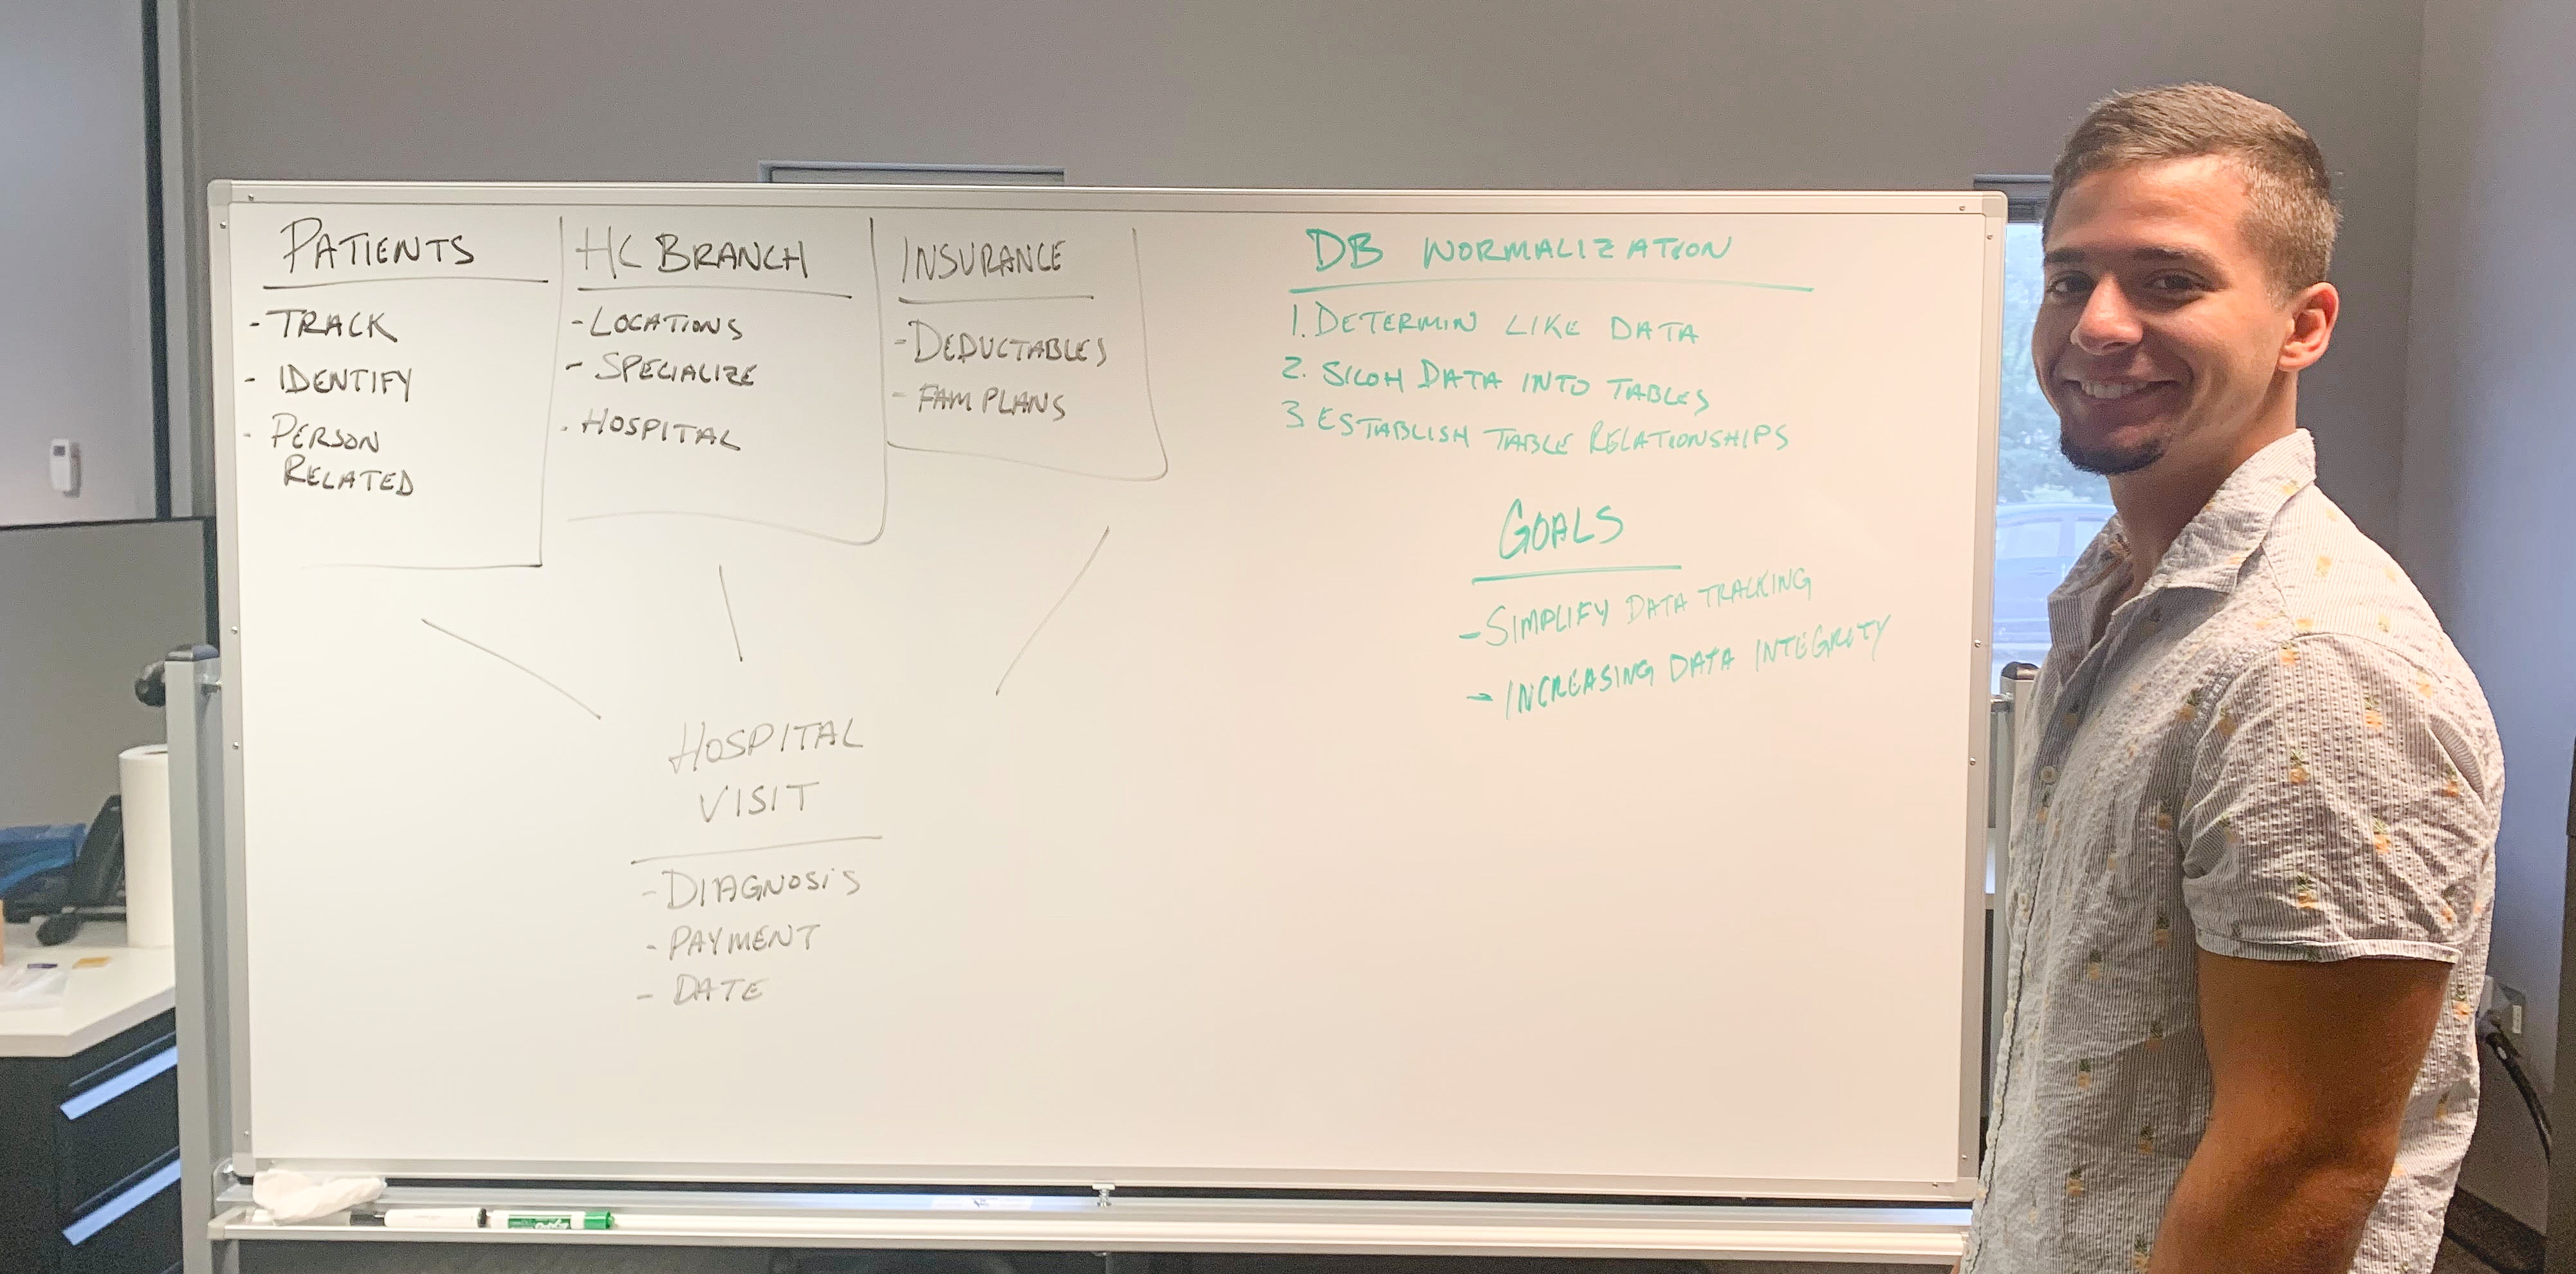 PATIENTS
- TRACK
- IDENTIFY
- PERSON
RELATED
HC BRANCH
- LOCATIONS
- SPECIALIZE
. HOSPITAL
INSURANCE
- DEDUCTABLES
- FAM PLANS
HOSPITAL
VISIT
- DIAGNOSIS
- PAYMENT
- DATE
DB NORMALIZATION
1. DETERMIN LIKE DATA
2. SILOH DATA INTO TABLES
3 ESTABLISH TABLE RELATIONSHIPS
GOALS
- SIMPLIFY DATA TRACKING
- INCREASING DATA INTEGRITY